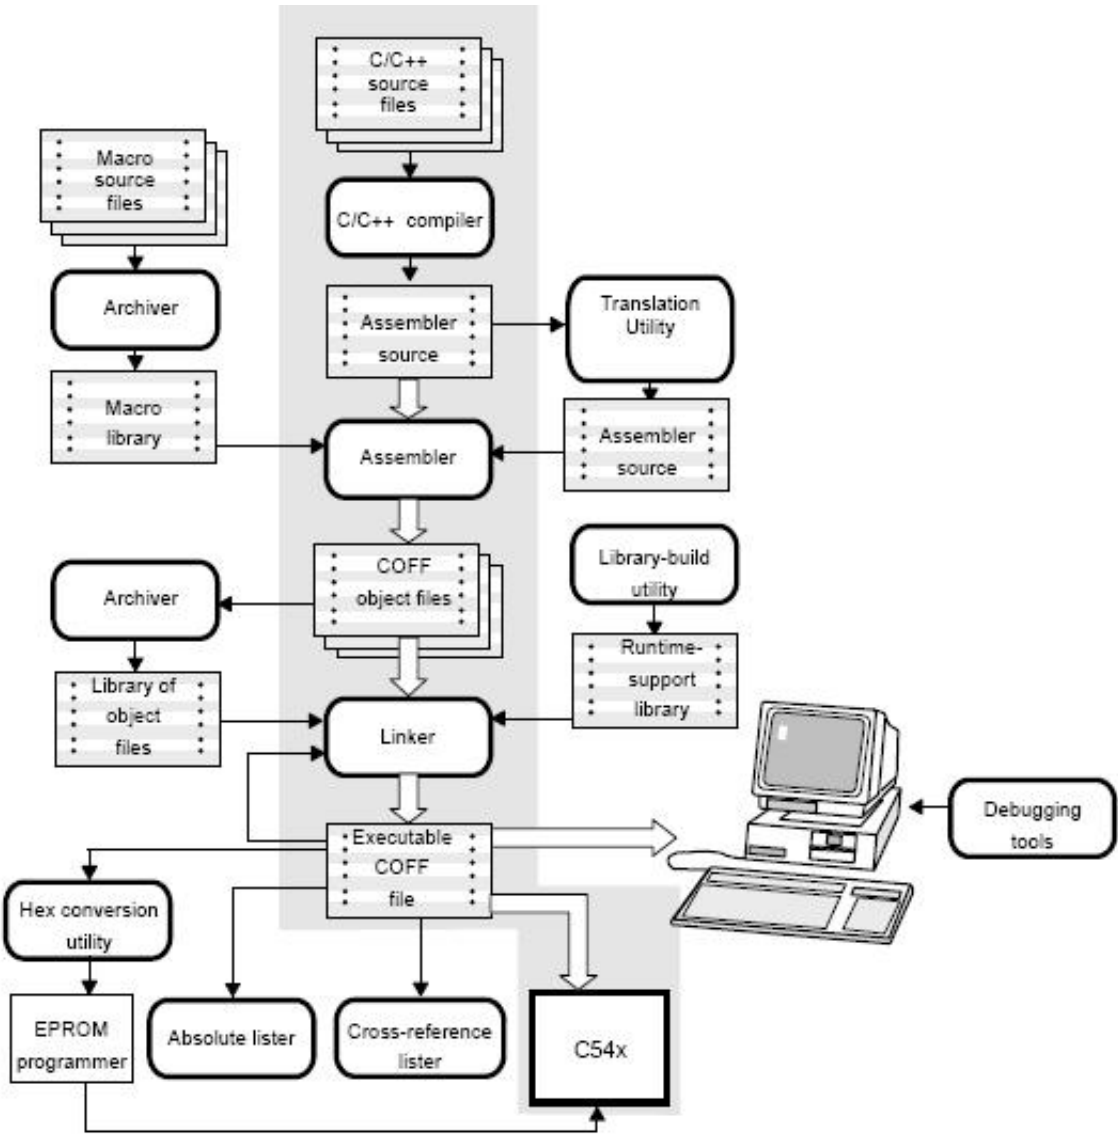 C/C++
source
files
Macro
source
files
C/C++ compiler
Archiver
Translation
Utility
Assembler
source
Macro
library
Assembler
Assembler
source
COFF
object files
Library-build
utility
Archiver
Runtime-
support
library
Library of
object
files
Linker
Debugging
tools
Executable
COFF
file
Hex conversion
utility
EPROM
programmer
Absolute lister
Cross-reference
lister
C54x